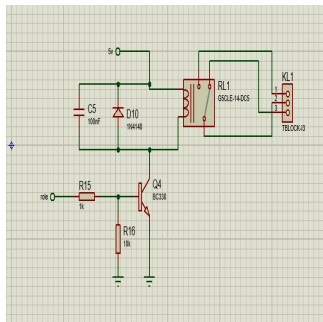 5v
C5
100nF
D10
1N4148
RL1
G5CLE-14-DC5
KL1
1
2
3
TBLOCK-I3
role
R15
1k
Q4
BC338
R16
10k